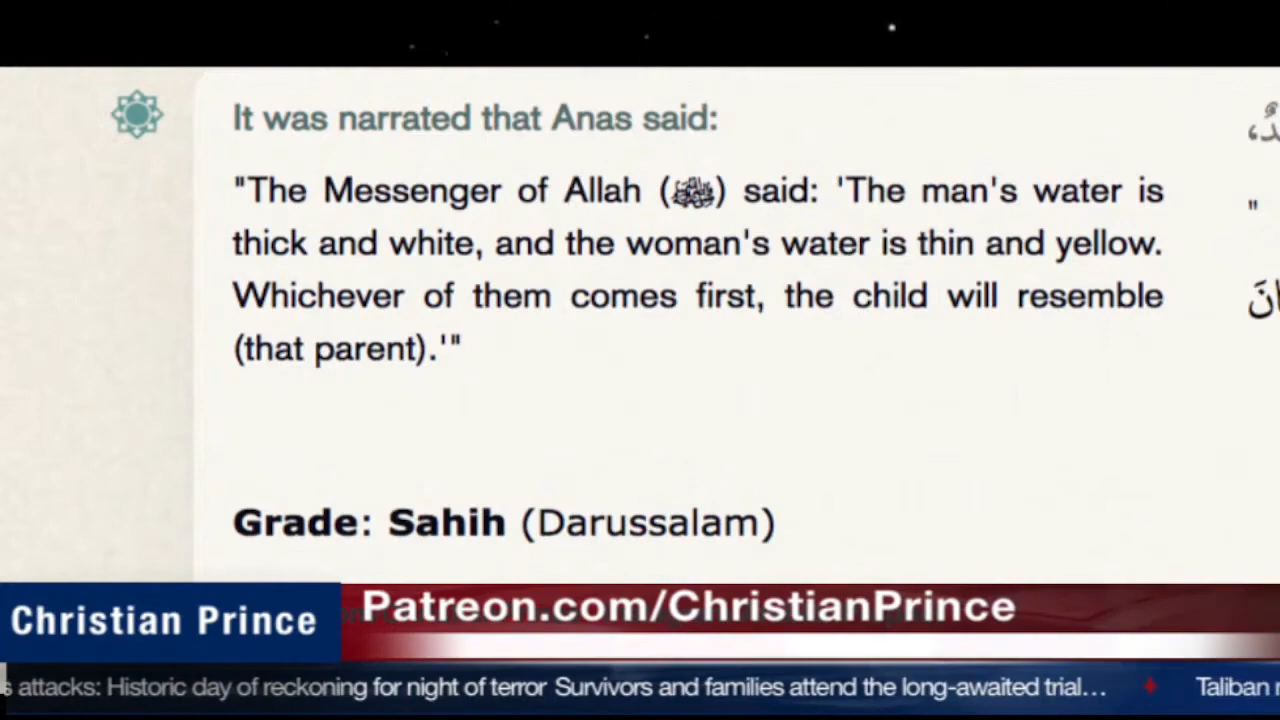 It was narrated that Anas said:
"The Messenger of Allah (ﷺ) said: 'The man's water is
thick and white, and the woman's water is thin and yellow.
Whichever of them comes first, the child will resemble
(that parent).'"
Grade: Sahih (Darussalam)
Christian Prince
Patreon.com/ChristianPrince
s attacks: Historic day of reckoning for night of terror Survivors and families attend the long-awaited trial... Taliban